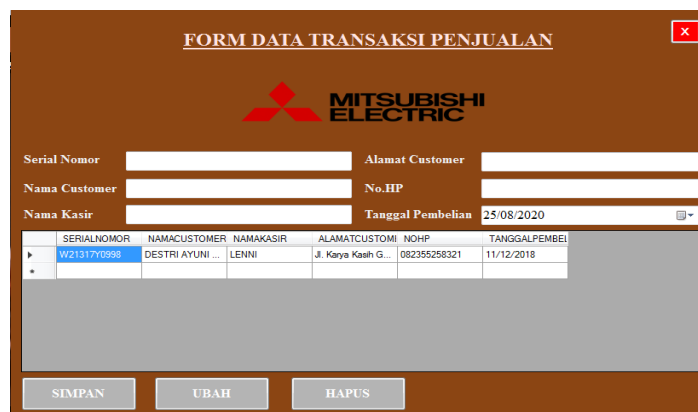 FORM DATA TRANSAKSI PENJUALAN
x
MITSUBISHI
ELECTRIC
Serial Nomor
Alamat Customer
Nama Customer
No.HP
Nama Kasir
Tanggal Pembelian 25/08/2020
SERIALNOMOR NAMACUSTOMER NAMAKASIR ALAMATCUSTOMI NOHP TANGGALPEMBEL
W21317Y0998 DESTRI AYUNI ... LENNI Jl. Karya Kasih G... 082355258321 11/12/2018
SIMPAN UBAH HAPUS